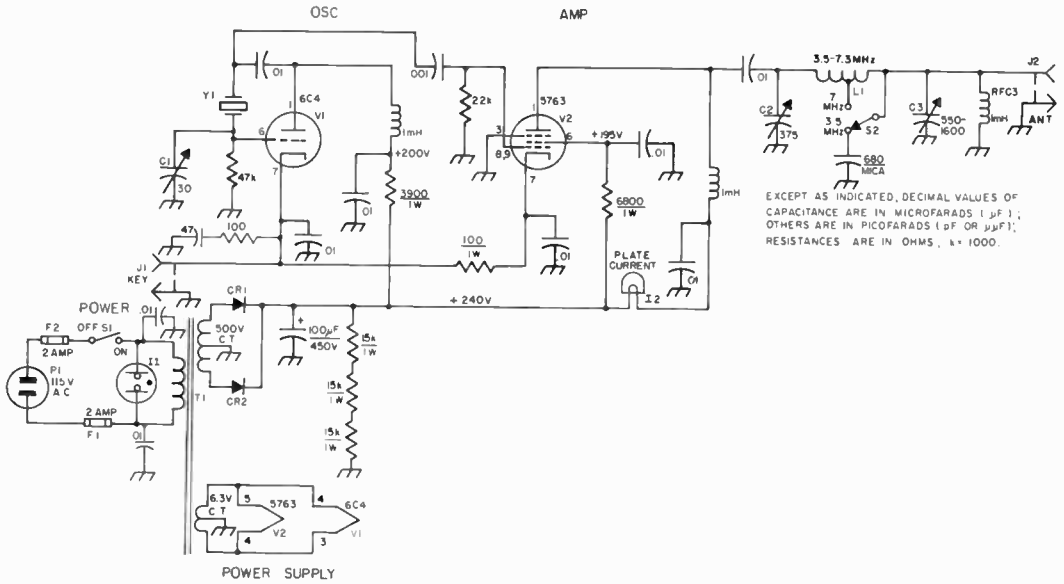 OSC
AMP
.01
6C4
V1
1
6
7
Y1
C1
30
47k
1mH
+200V
.01
3900
1W
47
100
.01
J1
KEY
.001
22k
5763
V2
1
3
8,9
6
7
+195V
.01
6800
1W
100
1W
.01
PLATE
CURRENT
I2
.01
1mH
.01
3.5-7.3MHz
L1
7
MHz
3.5
MHz
S2
C2
375
680
MICA
C3
550-
1600
RFC3
1mH
J2
ANT
EXCEPT AS INDICATED, DECIMAL VALUES OF
CAPACITANCE ARE IN MICROFARADS (µF);
OTHERS ARE IN PICOFARADS (pF OR µµF);
RESISTANCES ARE IN OHMS, k=1000.
POWER
F2
2 AMP
OFF S1
ON
.01
P1
115V
A.C
I1
2 AMP
F1
.01
T1
CR1
500V
C T
CR2
+240V
+
100µF
450V
15k
1W
15k
1W
15k
1W
6.3V
C T
5
5763
4
V2
4
6C4
3
V1
POWER SUPPLY